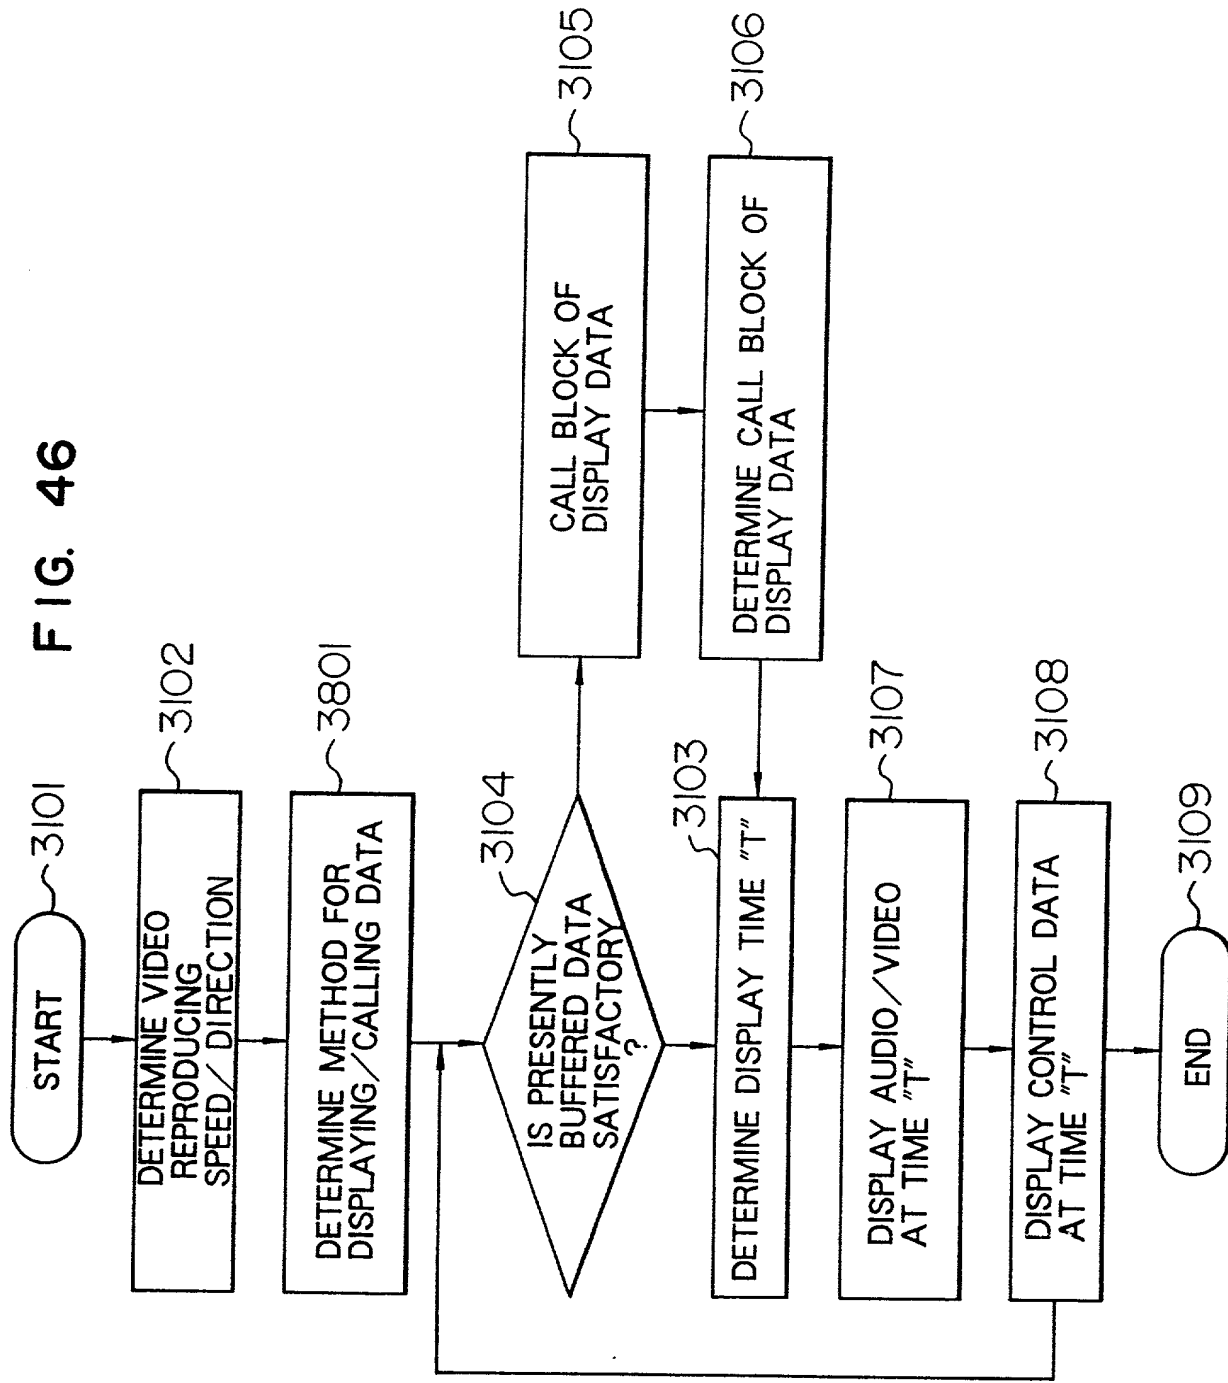 FIG. 46
START
3101
DETERMINE VIDEO
REPRODUCING
SPEED/ DIRECTION
3102
DETERMINE METHOD FOR
DISPLAYING/CALLING DATA
3801
IS PRESENTLY
BUFFERED DATA
SATISFACTORY
?
3104
CALL BLOCK OF
DISPLAY DATA
3105
DETERMINE CALL BLOCK OF
DISPLAY DATA
3106
DETERMINE DISPLAY TIME "T"
3103
DISPLAY AUDIO/VIDEO
AT TIME "T"
3107
DISPLAY CONTROL DATA
AT TIME "T"
3108
END
3109